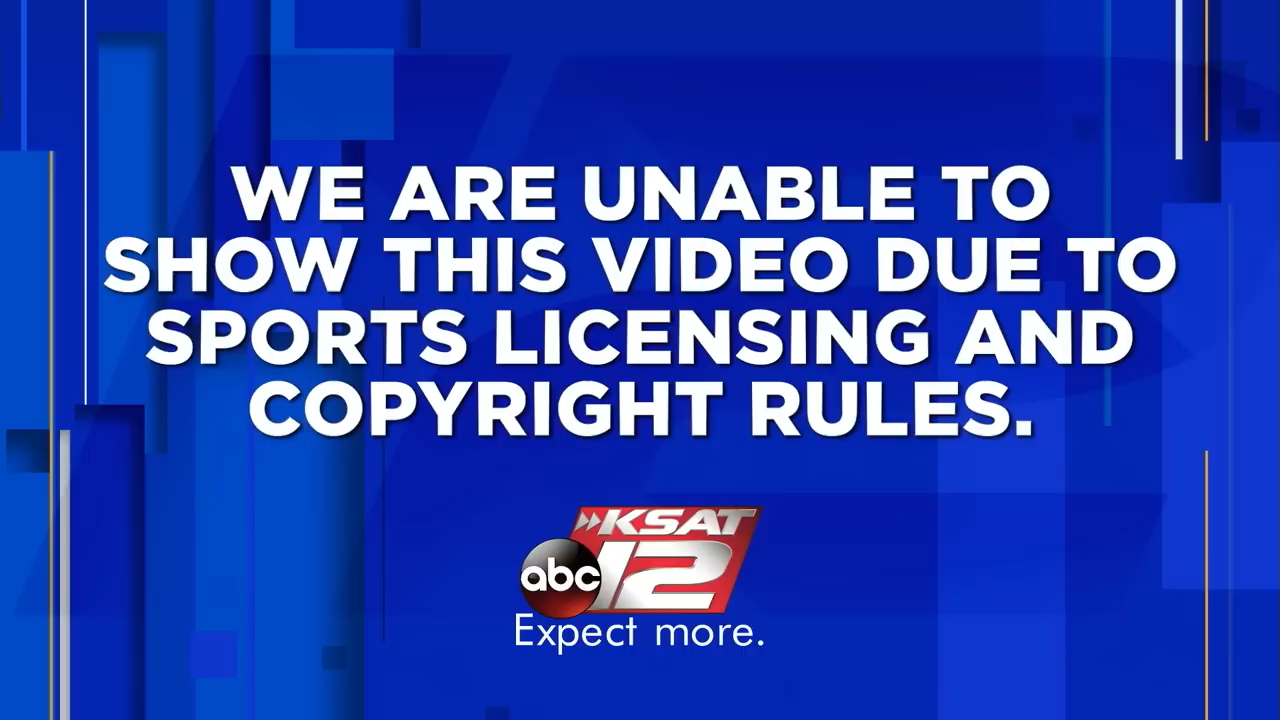 WE ARE UNABLE TO
SHOW THIS VIDEO DUE TO
SPORTS LICENSING AND
COPYRIGHT RULES.
KSAT
abc 12
Expect more.